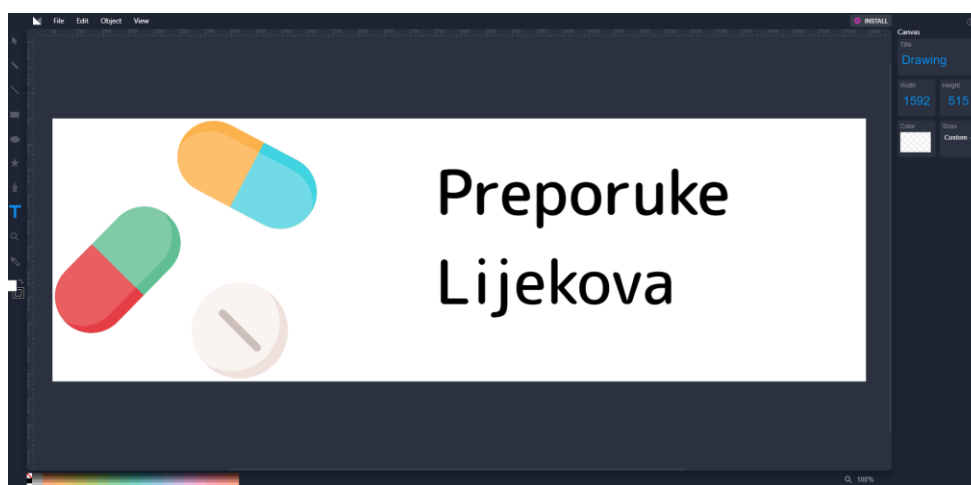 File Edit Object View
INSTALL
Canvas
Title
Drawing
Width Height
1592 515
Color Sizes
Custom
Preporuke
Lijekova
100%